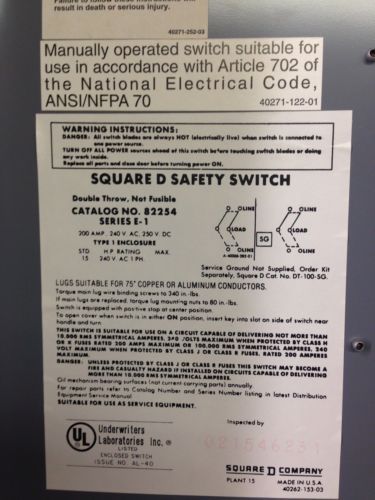 Failure to follow these instructions will
result in death or serious injury.
40271-252-03
Manually operated switch suitable for
use in accordance with Article 702 of
the National Electrical Code,
ANSI/NFPA 70
40271-122-01
WARNING INSTRUCTIONS:
DANGER: All switch blades are always HOT (electrically live) when switch is connected to
one power source.
TURN OFF ALL POWER sources ahead of this switch before touching switch blades or doing
any work inside.
Replace all parts and close door before turning power ON.
SQUARE D SAFETY SWITCH
Double Throw, Not Fusible
CATALOG NO. 82254
SERIES E-1
200 AMP. 240 V. AC, 250 V. DC
TYPE 1 ENCLOSURE
STD. H P RATING MAX.
15 240 V. AC 1 PH.
LINE
LOAD
LINE
SG
LINE
LOAD
LINE
Service Ground Not Supplied, Order Kit
Separately, Square D Cat. No. DT-100-SG.
LUGS SUITABLE FOR 75° COPPER OR ALUMINUM CONDUCTORS.
Torque main lug wire binding screws to 340 in.-lbs.
If main lugs are replaced, torque lug mounting nuts to 80 in.-lbs.
Switch is equipped with positive stop at center position.
To open cover when switch is in either ON position, insert key into slot on side of switch near
handle and turn
THIS SWITCH IS SUITABLE FOR USE ON A CIRCUIT CAPABLE OF DELIVERING NOT MORE THAN
10,000 RMS SYMMETRICAL AMPERES, 240 VOLTS MAXIMUM WHEN PROTECTED BY CLASS H
OR K FUSES RATED 200 AMPS MAXIMUM OR 100,000 RMS SYMMETRICAL AMPERES, 240
VOLT MAXIMUM WHEN PROTECTED BY CLASS J OR CLASS R FUSES. RATED 200 AMPERES
MAXIMUM.
DANGER: UNLESS PROTECTED BY CLASS J OR CLASS R FUSES THIS SWITCH MAY BECOME A
FIRE AND CASUALTY HAZARD IF INSTALLED ON CIRCUITS CAPABLE OF DELIVERING
MORE THAN 10,000 RMS SYMMETRICAL AMPERES.
Oil mechanism bearing surfaces (not current carrying parts) annually.
For repair parts refer to Catalog Number and Series Number listing in latest Distribution
Equipment Service Manual
SUITABLE FOR USE AS SERVICE EQUIPMENT.
UL
Underwriters
Laboratories Inc.®
LISTED
ENCLOSED SWITCH
ISSUE NO. AL-40
Inspected by
021546231
SQUARE D COMPANY
PLANT 15 MADE IN U.S.A.
40262-153-03